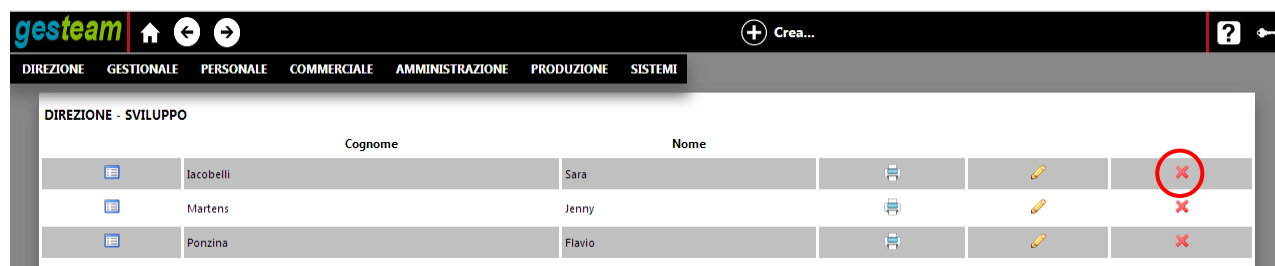 gesteam Crea... ?
DIREZIONE GESTIONALE PERSONALE COMMERCIALE AMMINISTRAZIONE PRODUZIONE SISTEMI
DIREZIONE - SVILUPPO
Cognome Nome
Iacobelli Sara
Martens Jenny
Ponzina Flavio